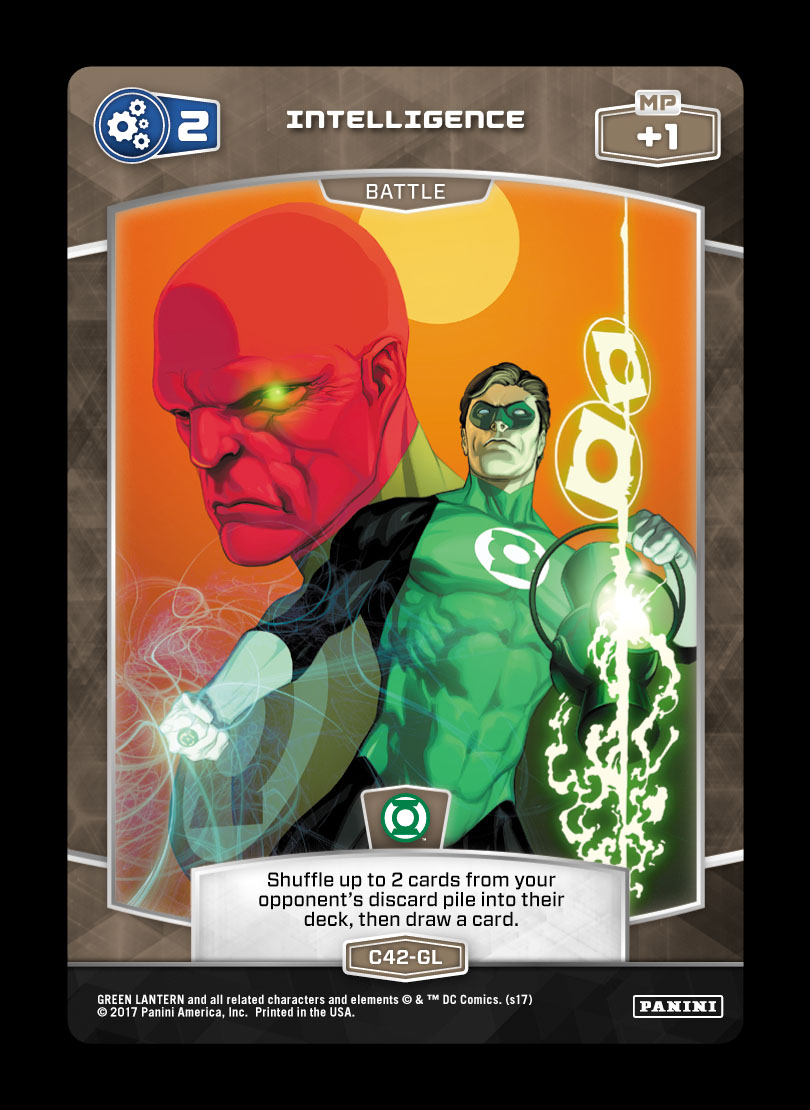 2
INTELLIGENCE
MP
+1
BATTLE
Shuffle up to 2 cards from your
opponent's discard pile into their
deck, then draw a card.
C42-GL
GREEN LANTERN and all related characters and elements © & ™ DC Comics. (s17)
© 2017 Panini America, Inc. Printed in the USA.
PANINI